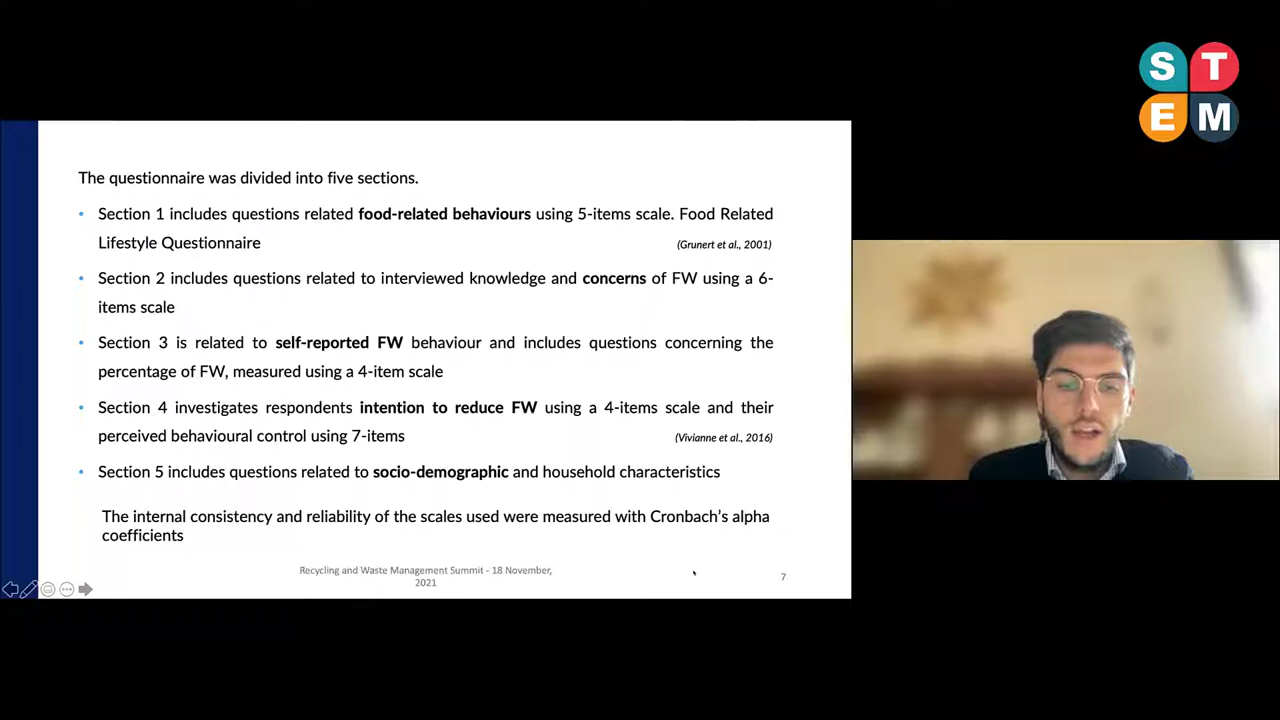 S T
E M
The questionnaire was divided into five sections.
• Section 1 includes questions related food-related behaviours using 5-items scale. Food Related
Lifestyle Questionnaire (Grunert et al., 2001)
• Section 2 includes questions related to interviewed knowledge and concerns of FW using a 6-
items scale
• Section 3 is related to self-reported FW behaviour and includes questions concerning the
percentage of FW, measured using a 4-item scale
• Section 4 investigates respondents intention to reduce FW using a 4-items scale and their
perceived behavioural control using 7-items (Vivianne et al., 2016)
• Section 5 includes questions related to socio-demographic and household characteristics
The internal consistency and reliability of the scales used were measured with Cronbach's alpha
coefficients
Recycling and Waste Management Summit - 18 November,
2021
7